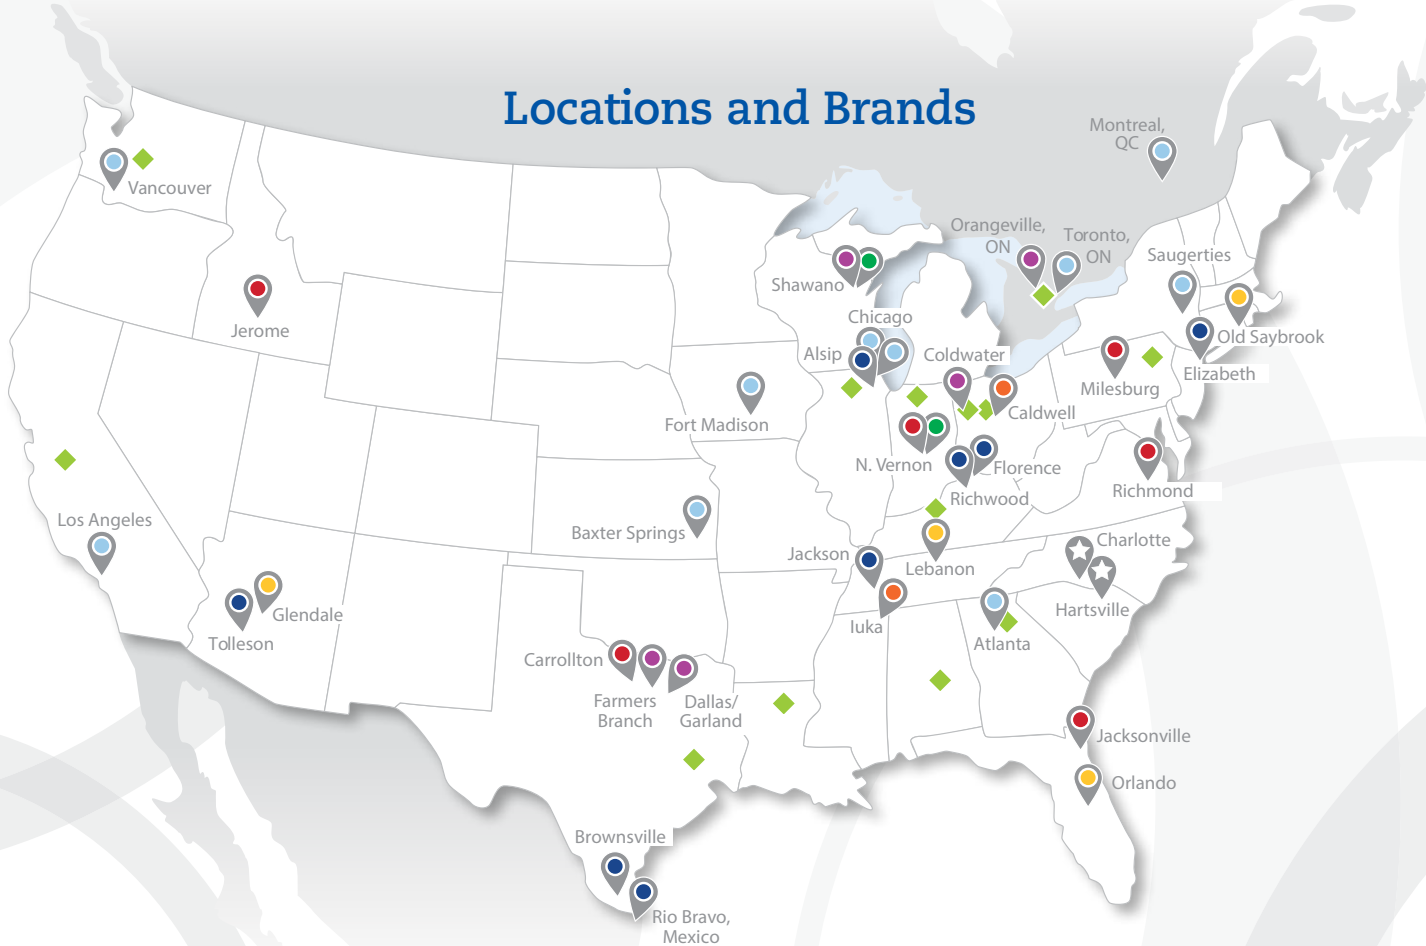 Locations and Brands
Montreal,
QC
Vancouver
Orangeville,
ON
Toronto,
ON
Saugerties
Shawano
Jerome
Chicago
Old Saybrook
Alsip
Coldwater
Elizabeth
Milesburg
Caldwell
Fort Madison
N. Vernon
Florence
Richmond
Richwood
Los Angeles
Baxter Springs
Charlotte
Jackson
Lebanon
Hartsville
Glendale
Iuka
Tolleson
Atlanta
Carrollton
Farmers
Branch
Dallas/
Garland
Jacksonville
Orlando
Brownsville
Rio Bravo,
Mexico